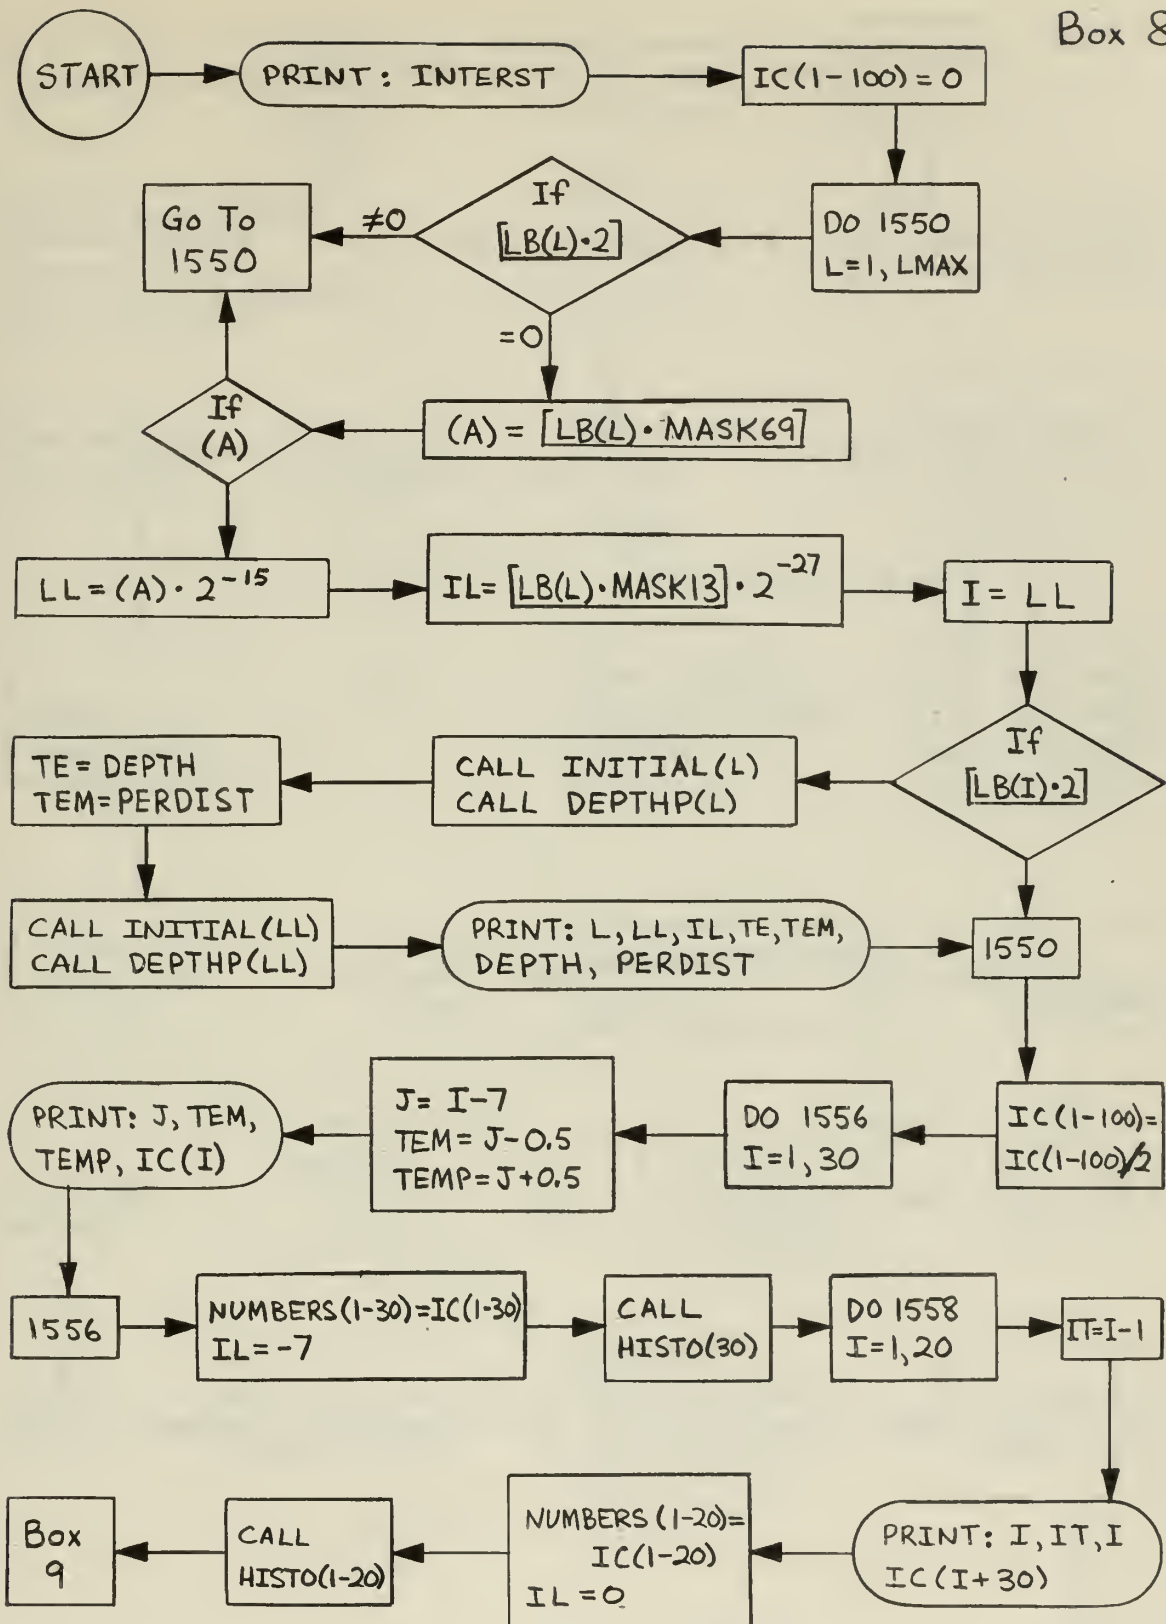 Box 8
START
PRINT: INTERST
IC(1-100)=0
DO 1550
L=1, LMAX
If
[LB(L)·2]
≠0
=0
Go To
1550
(A) = [LB(L)·MASK69]
If
(A)
LL=(A)·2⁻¹⁵
IL=[LB(L)·MASK13]·2⁻²⁷
I = LL
If
[LB(I)·2]
CALL INITIAL(L)
CALL DEPTHP(L)
TE=DEPTH
TEM=PERDIST
CALL INITIAL(LL)
CALL DEPTHP(LL)
PRINT: L, LL, IL, TE, TEM,
DEPTH, PERDIST
1550
IC(1-100)=
IC(1-100)/2
DO 1556
I=1, 30
J= I-7
TEM= J-0.5
TEMP= J+0.5
PRINT: J, TEM,
TEMP, IC(I)
1556
NUMBERS(1-30)=IC(1-30)
IL=-7
CALL
HISTO(30)
DO 1558
I=1,20
IT=I-1
PRINT: I, IT, I
IC(I+30)
NUMBERS(1-20)=
IC(1-20)
IL=0
CALL
HISTO(1-20)
Box
9